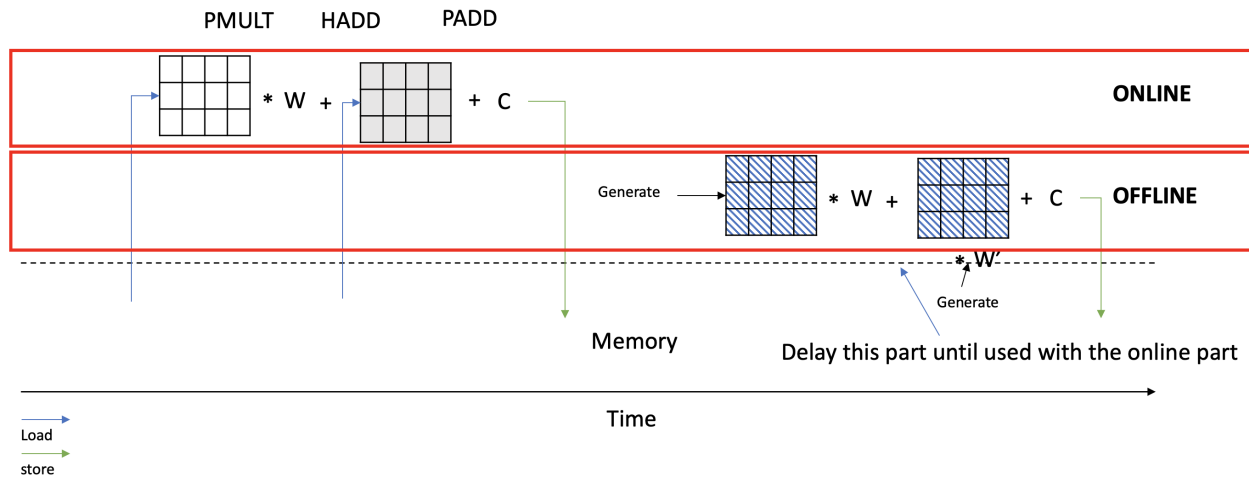 PMULT HADD PADD
* W + + C ONLINE
Generate * W + + C OFFLINE
* W’
Generate
Memory
Delay this part until used with the online part
Time
Load
store